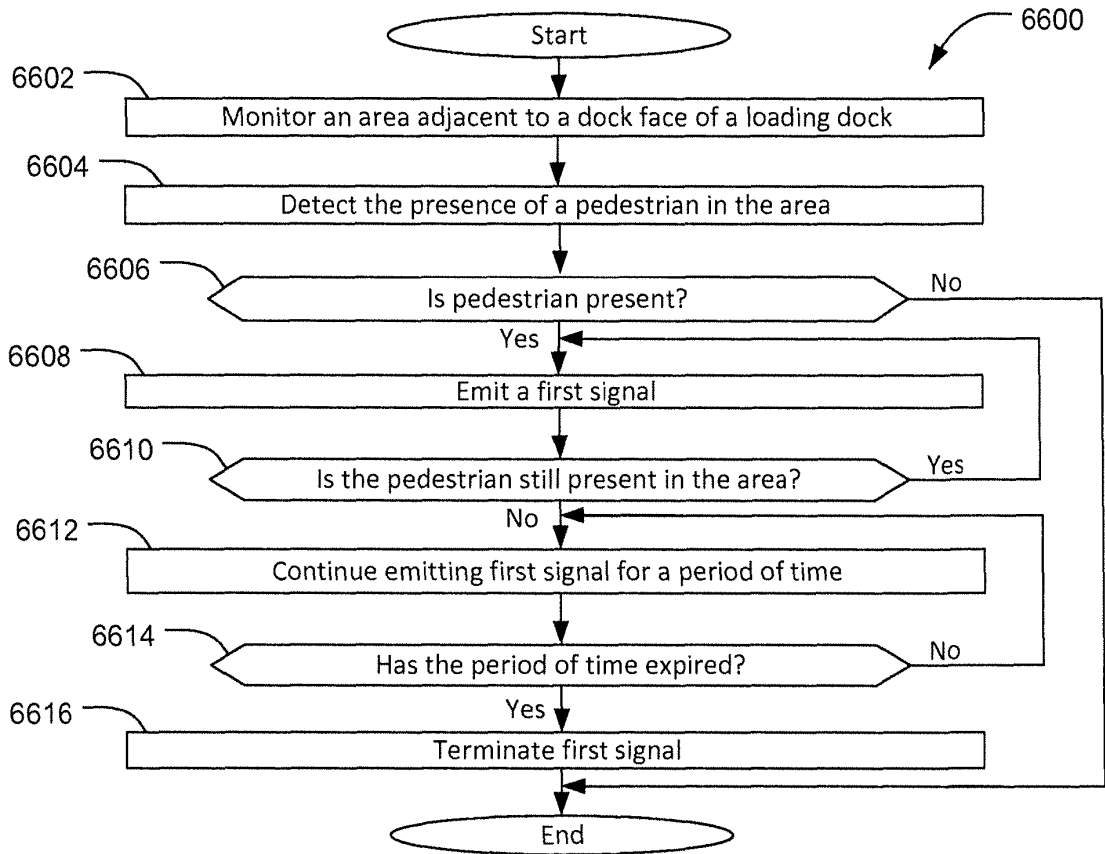 Start
6600
6602
Monitor an area adjacent to a dock face of a loading dock
6604
Detect the presence of a pedestrian in the area
6606
Is pedestrian present?
No
Yes
6608
Emit a first signal
6610
Is the pedestrian still present in the area?
Yes
No
6612
Continue emitting first signal for a period of time
6614
Has the period of time expired?
No
Yes
6616
Terminate first signal
End